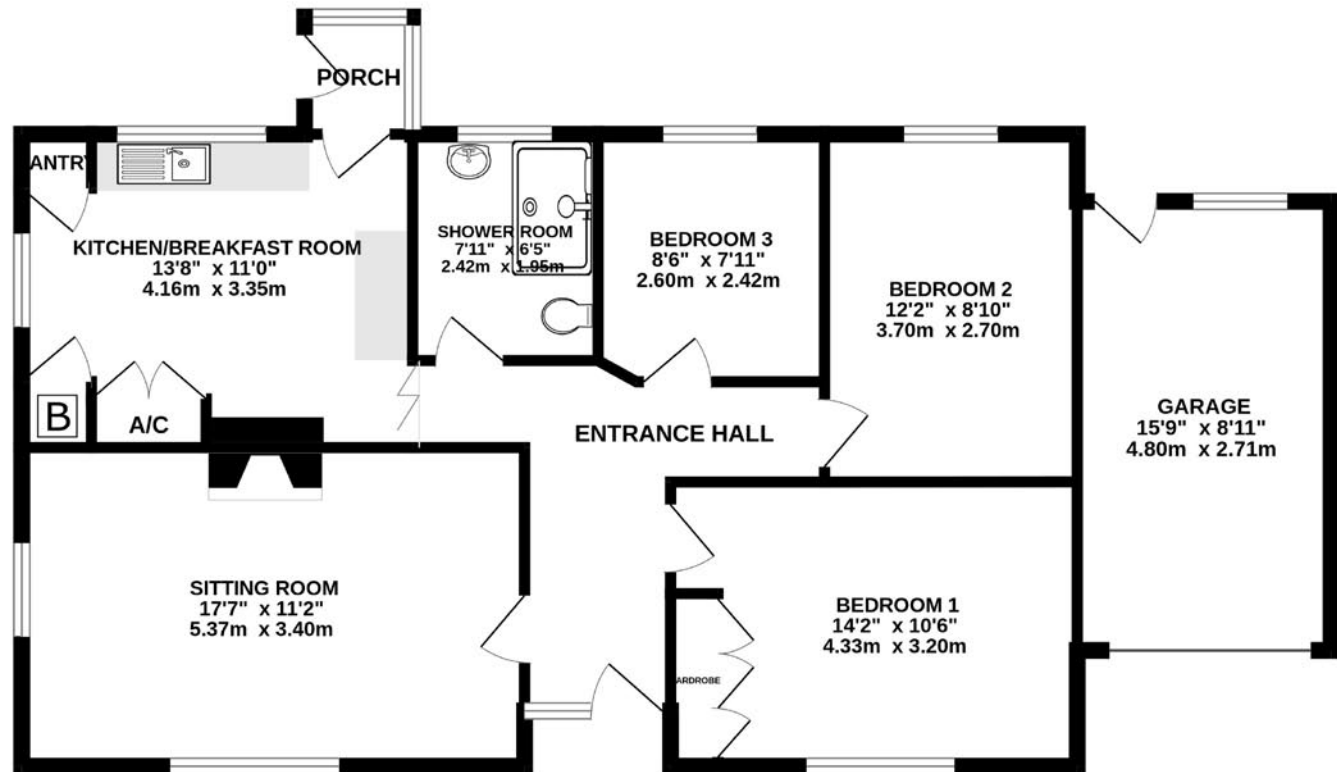 PORCH
ANTRY
KITCHEN/BREAKFAST ROOM
13'8" x 11'0"
4.16m x 3.35m
SHOWER ROOM
7'11" x 6'5"
2.42m x 1.95m
BEDROOM 3
8'6" x 7'11"
2.60m x 2.42m
BEDROOM 2
12'2" x 8'10"
3.70m x 2.70m
GARAGE
15'9" x 8'11"
4.80m x 2.71m
B
A/C
ENTRANCE HALL
SITTING ROOM
17'7" x 11'2"
5.37m x 3.40m
BEDROOM 1
14'2" x 10'6"
4.33m x 3.20m
ARDROBE